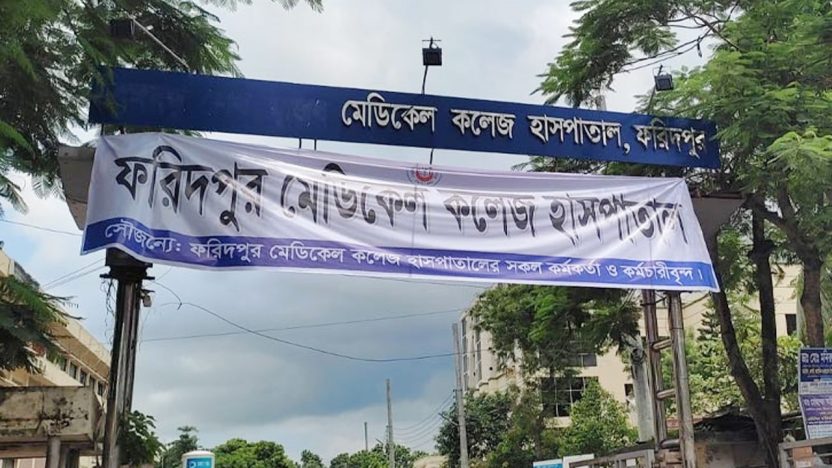 মেডিকেল কলেজ হাসপাতাল, ফরিদপুর
ফরিদপুর মেডিকেল কলেজ হাসপাতাল
সৌজন্যে: ফরিদপুর মেডিকেল কলেজ হাসপাতালের সকল কর্মকর্তা ও কর্মচারীবৃন্দ।